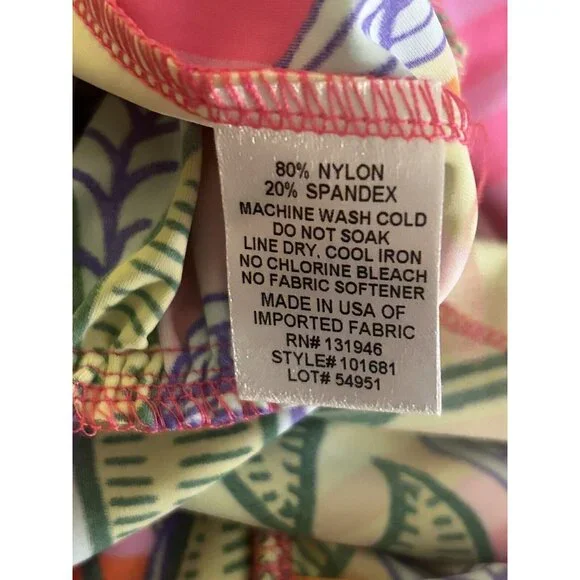 80% NYLON
20% SPANDEX
MACHINE WASH COLD
DO NOT SOAK
LINE DRY, COOL IRON
NO CHLORINE BLEACH
NO FABRIC SOFTENER
MADE IN USA OF
IMPORTED FABRIC
RN# 131946
STYLE# 101681
LOT# 54951